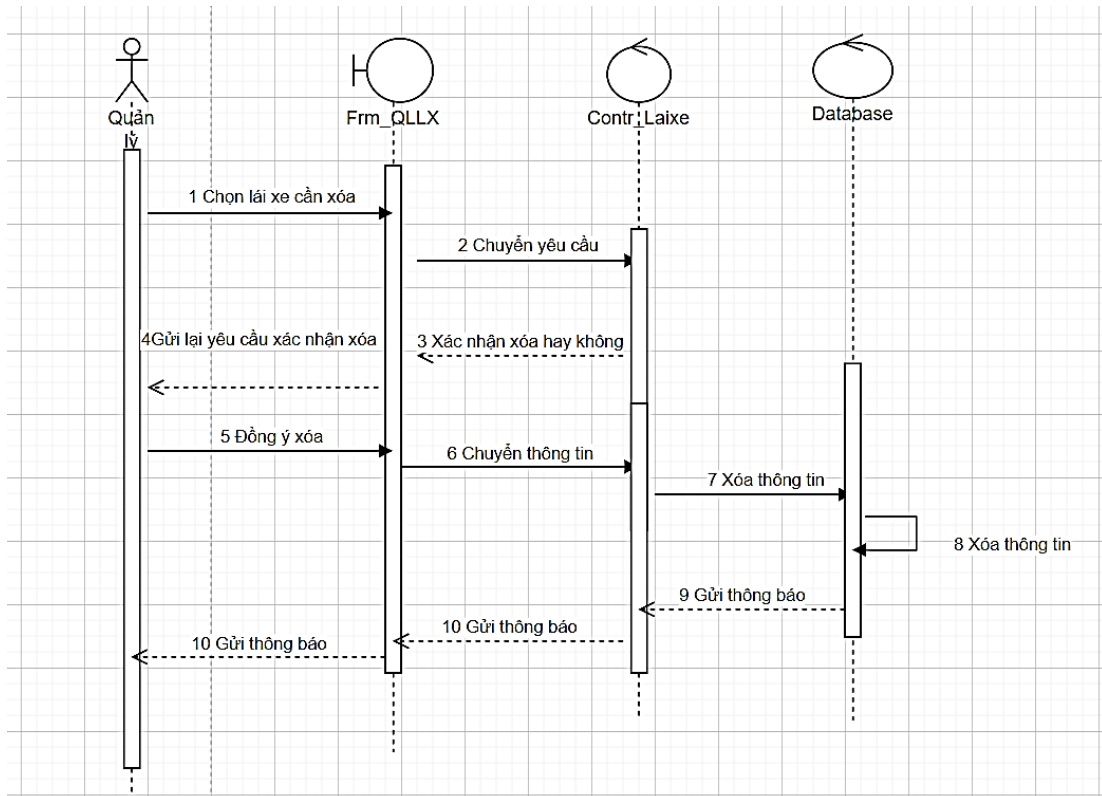 Quản
lý
Frm_QLLX
Contr_Laixe
Database
1 Chọn lái xe cần xóa
2 Chuyển yêu cầu
3 Xác nhận xóa hay không
4Gửi lại yêu cầu xác nhận xóa
5 Đồng ý xóa
6 Chuyển thông tin
7 Xóa thông tin
8 Xóa thông tin
9 Gửi thông báo
10 Gửi thông báo
10 Gửi thông báo